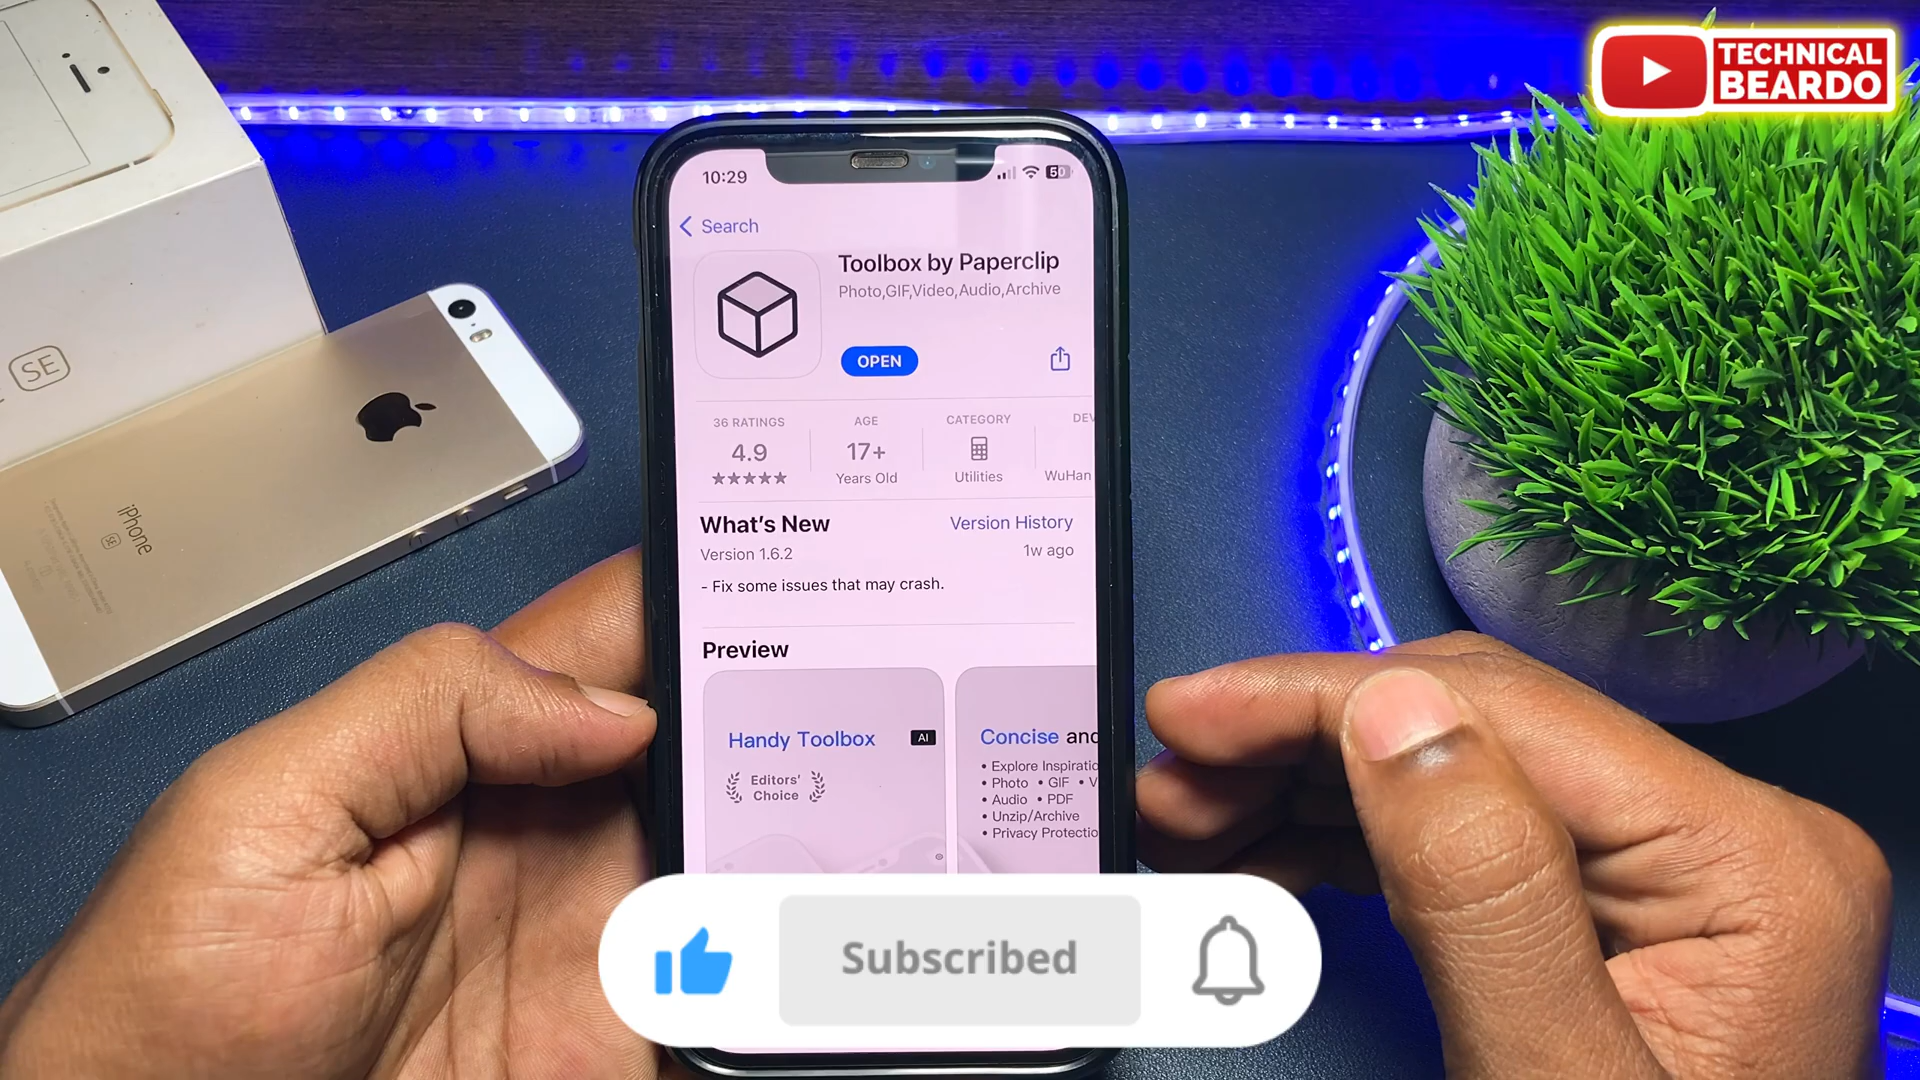 TECHNICAL
BEARDO
10:29
50
Search
Toolbox by Paperclip
Photo,GIF,Video,Audio,Archive
OPEN
36 RATINGS
4.9
AGE
17+
Years Old
CATEGORY
Utilities
DEV
WuHan
What's New
Version History
Version 1.6.2
1w ago
- Fix some issues that may crash.
Preview
Handy Toolbox
AI
Editors'
Choice
Concise and
• Explore Inspiratio
• Photo • GIF • V
• Audio • PDF
• Unzip/Archive
• Privacy Protectio
Subscribed
SE
iPhone
SE